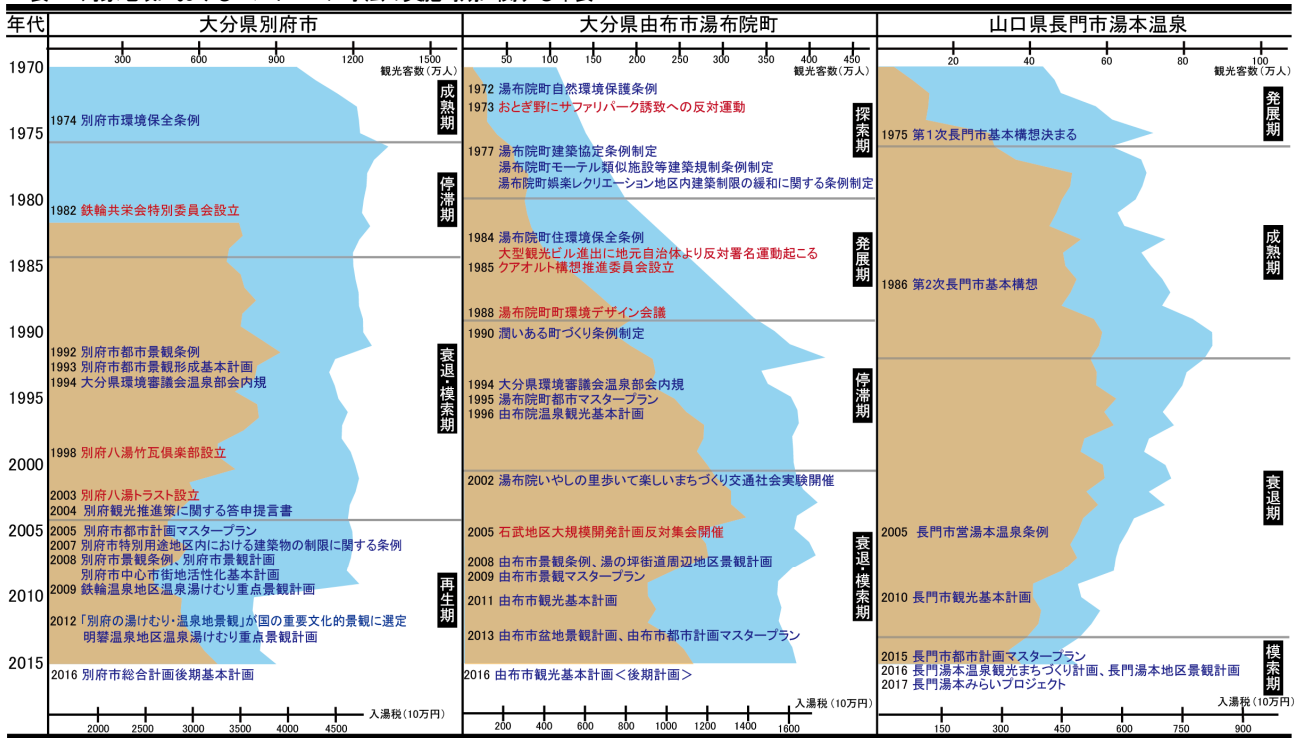 年代
大分県別府市
大分県由布市湯布院町
山口県長門市湯本温泉
300 600 900 1200 1500
観光客数(万人)
50 100 150 200 250 300 350 400 450
観光客数(万人)
20 40 60 80 100
観光客数(万人)
1970
1975
1980
1985
1990
1995
2000
2005
2010
2015
1974 別府市環境保全条例
1982 鉄輪共栄会特別委員会設立
1992 別府市都市景観条例
1993 別府市都市景観形成基本計画
1994 大分県環境審議会温泉部会内規
1998 別府八湯竹瓦倶楽部設立
2003 別府八湯トラスト設立
2004 別府観光推進策に関する答申提言書
2005 別府市都市計画マスタープラン
2007 別府市特別用途地区内における建築物の制限に関する条例
2008 別府市景観条例、別府市景観計画
別府市中心市街地活性化基本計画
2009 鉄輪温泉地区温泉湯けむり重点景観計画
2012 「別府の湯けむり・温泉地景観」が国の重要文化的景観に選定
明礬温泉地区温泉湯けむり重点景観計画
2016 別府市総合計画後期基本計画
成熟期
停滞期
衰退・模索期
再生期
入湯税(10万円)
2000 3000 4000 4500
1972 湯布院町自然環境保護条例
1973 おとぎ野にサファリパーク誘致への反対運動
1977 湯布院町建築協定条例制定
湯布院町モーテル類似施設等建築規制条例制定
湯布院町娯楽レクリエーション地区内建築制限の緩和に関する条例制定
1984 湯布院町住環境保全条例
大型観光ビル進出に地元自治体より反対署名運動起こる
1985 クアオルト構想推進委員会設立
1988 湯布院町町環境デザイン会議
1990 潤いある町づくり条例制定
1994 大分県環境審議会温泉部会内規
1995 湯布院町都市マスタープラン
1996 由布院温泉観光基本計画
2002 湯布院いやしの里歩いて楽しいまちづくり交通社会実験開催
2005 石武地区大規模開発計画反対集会開催
2008 由布市景観条例、湯の坪街道周辺地区景観計画
2009 由布市景観マスタープラン
2011 由布市観光基本計画
2013 由布市盆地景観計画、由布市都市計画マスタープラン
2016 由布市観光基本計画<後期計画>
探索期
発展期
停滞期
衰退・模索期
入湯税(10万円)
200 400 600 800 1000 1400 1600
1975 第1次長門市基本構想決まる
1986 第2次長門市基本構想
2005 長門市営湯本温泉条例
2010 長門市観光基本計画
2015 長門市都市計画マスタープラン
2016 長門湯本温泉観光まちづくり計画、長門湯本地区景観計画
2017 長門湯本みらいプロジェクト
発展期
成熟期
衰退期
模索期
入湯税(10万円)
150 450 500 600 750 900